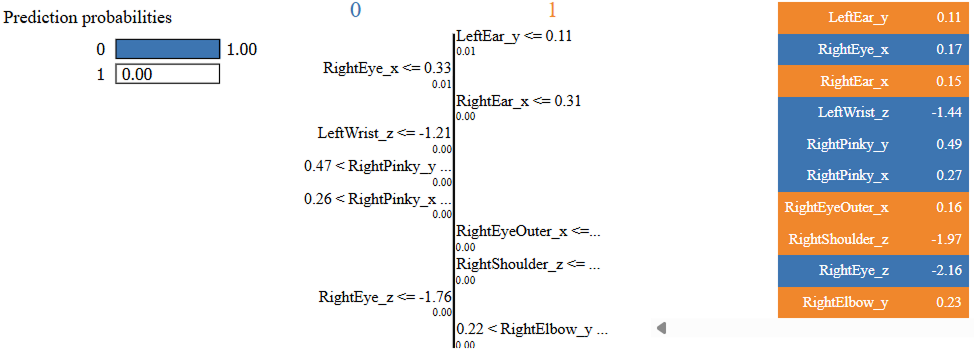 Prediction probabilities
0 1.00
1 0.00
0 1
LeftEar_y <= 0.11
0.01
RightEye_x <= 0.33
0.01
RightEar_x <= 0.31
0.00
LeftWrist_z <= -1.21
0.00
0.47 < RightPinky_y ...
0.00
0.26 < RightPinky_x ...
0.00
RightEyeOuter_x <=...
0.00
RightShoulder_z <= ...
0.00
RightEye_z <= -1.76
0.00
0.22 < RightElbow_y ...
0.00
LeftEar_y 0.11
RightEye_x 0.17
RightEar_x 0.15
LeftWrist_z -1.44
RightPinky_y 0.49
RightPinky_x 0.27
RightEyeOuter_x 0.16
RightShoulder_z -1.97
RightEye_z -2.16
RightElbow_y 0.23